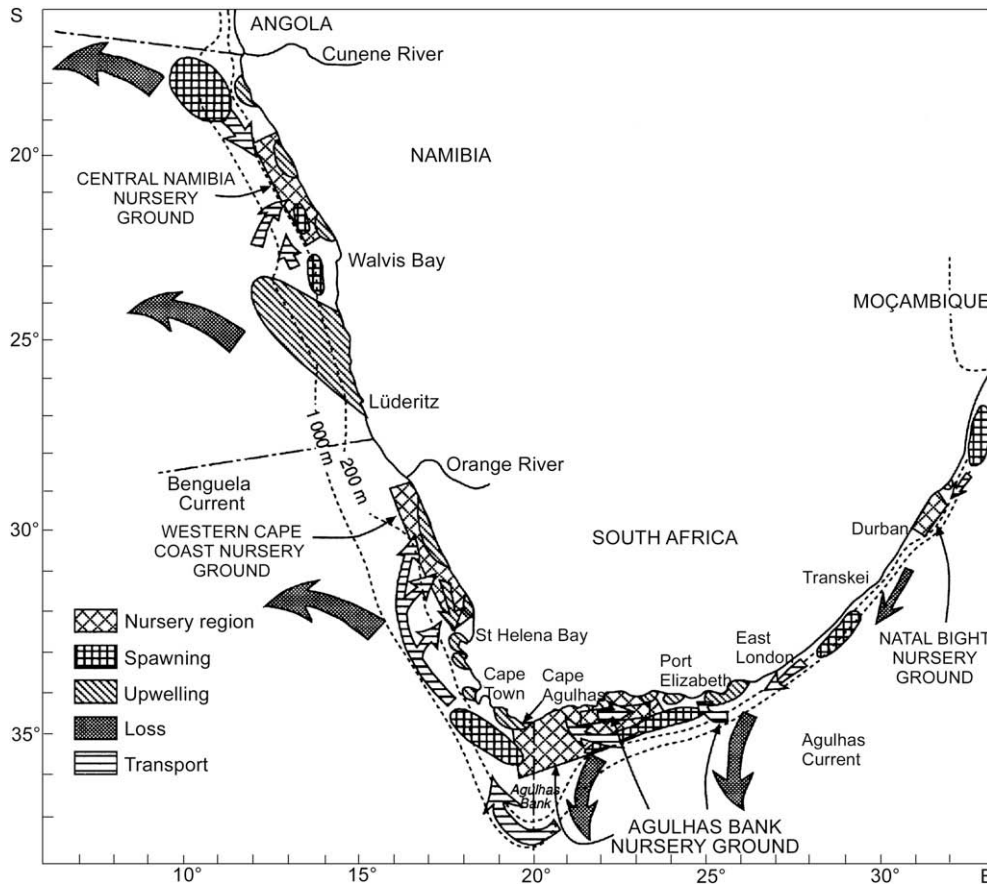 S
ANGOLA
Cunene River
20°
NAMIBIA
CENTRAL NAMIBIA
NURSERY
GROUND
Walvis Bay
MOÇAMBIQUE
25°
Lüderitz
1 000 m
200 m
Orange River
Benguela
Current
30°
WESTERN CAPE
COAST NURSERY
GROUND
SOUTH AFRICA
Durban
Transkei
Nursery region
Spawning
Upwelling
Loss
Transport
St Helena Bay
Cape
Town
Cape
Agulhas
Port
Elizabeth
East
London
NATAL BIGHT
NURSERY
GROUND
35°
Agulhas
Current
Agulhas
Bank
AGULHAS BANK
NURSERY GROUND
10°
15°
20°
25°
30°
E